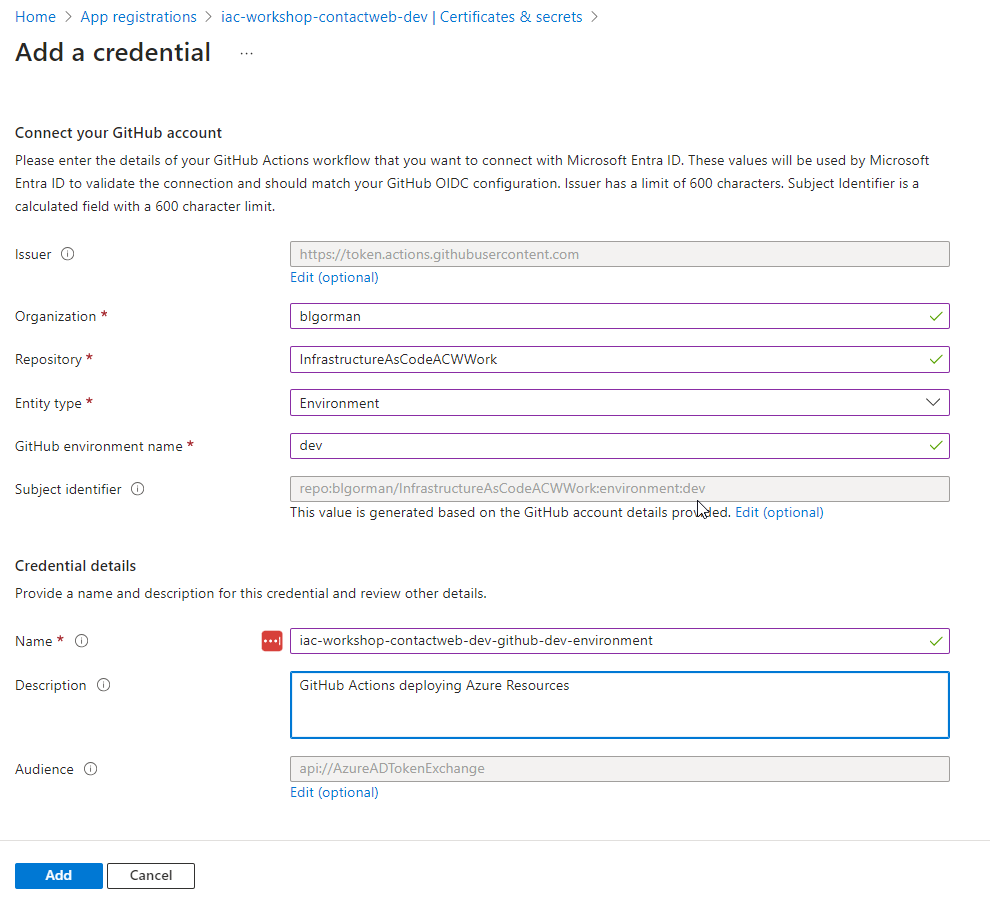 Home > App registrations > iac-workshop-contactweb-dev | Certificates & secrets >
Add a credential ...
Connect your GitHub account
Please enter the details of your GitHub Actions workflow that you want to connect with Microsoft Entra ID. These values will be used by Microsoft
Entra ID to validate the connection and should match your GitHub OIDC configuration. Issuer has a limit of 600 characters. Subject Identifier is a
calculated field with a 600 character limit.
Issuer
https://token.actions.githubusercontent.com
Edit (optional)
Organization *
blgorman
Repository *
InfrastructureAsCodeACWWork
Entity type *
Environment
GitHub environment name *
dev
Subject identifier
repo:blgorman/InfrastructureAsCodeACWWork:environment:dev
This value is generated based on the GitHub account details provided. Edit (optional)
Credential details
Provide a name and description for this credential and review other details.
Name *
iac-workshop-contactweb-dev-github-dev-environment
Description
GitHub Actions deploying Azure Resources
Audience
api://AzureADTokenExchange
Edit (optional)
Add
Cancel